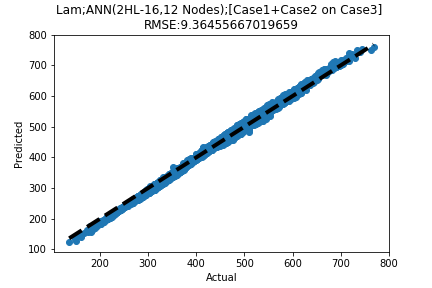 Lam;ANN(2HL-16,12 Nodes);[Case1+Case2 on Case3]
RMSE:9.36455667019659
800
700
600
500
400
300
200
100
Predicted
200 300 400 500 600 700 800
Actual